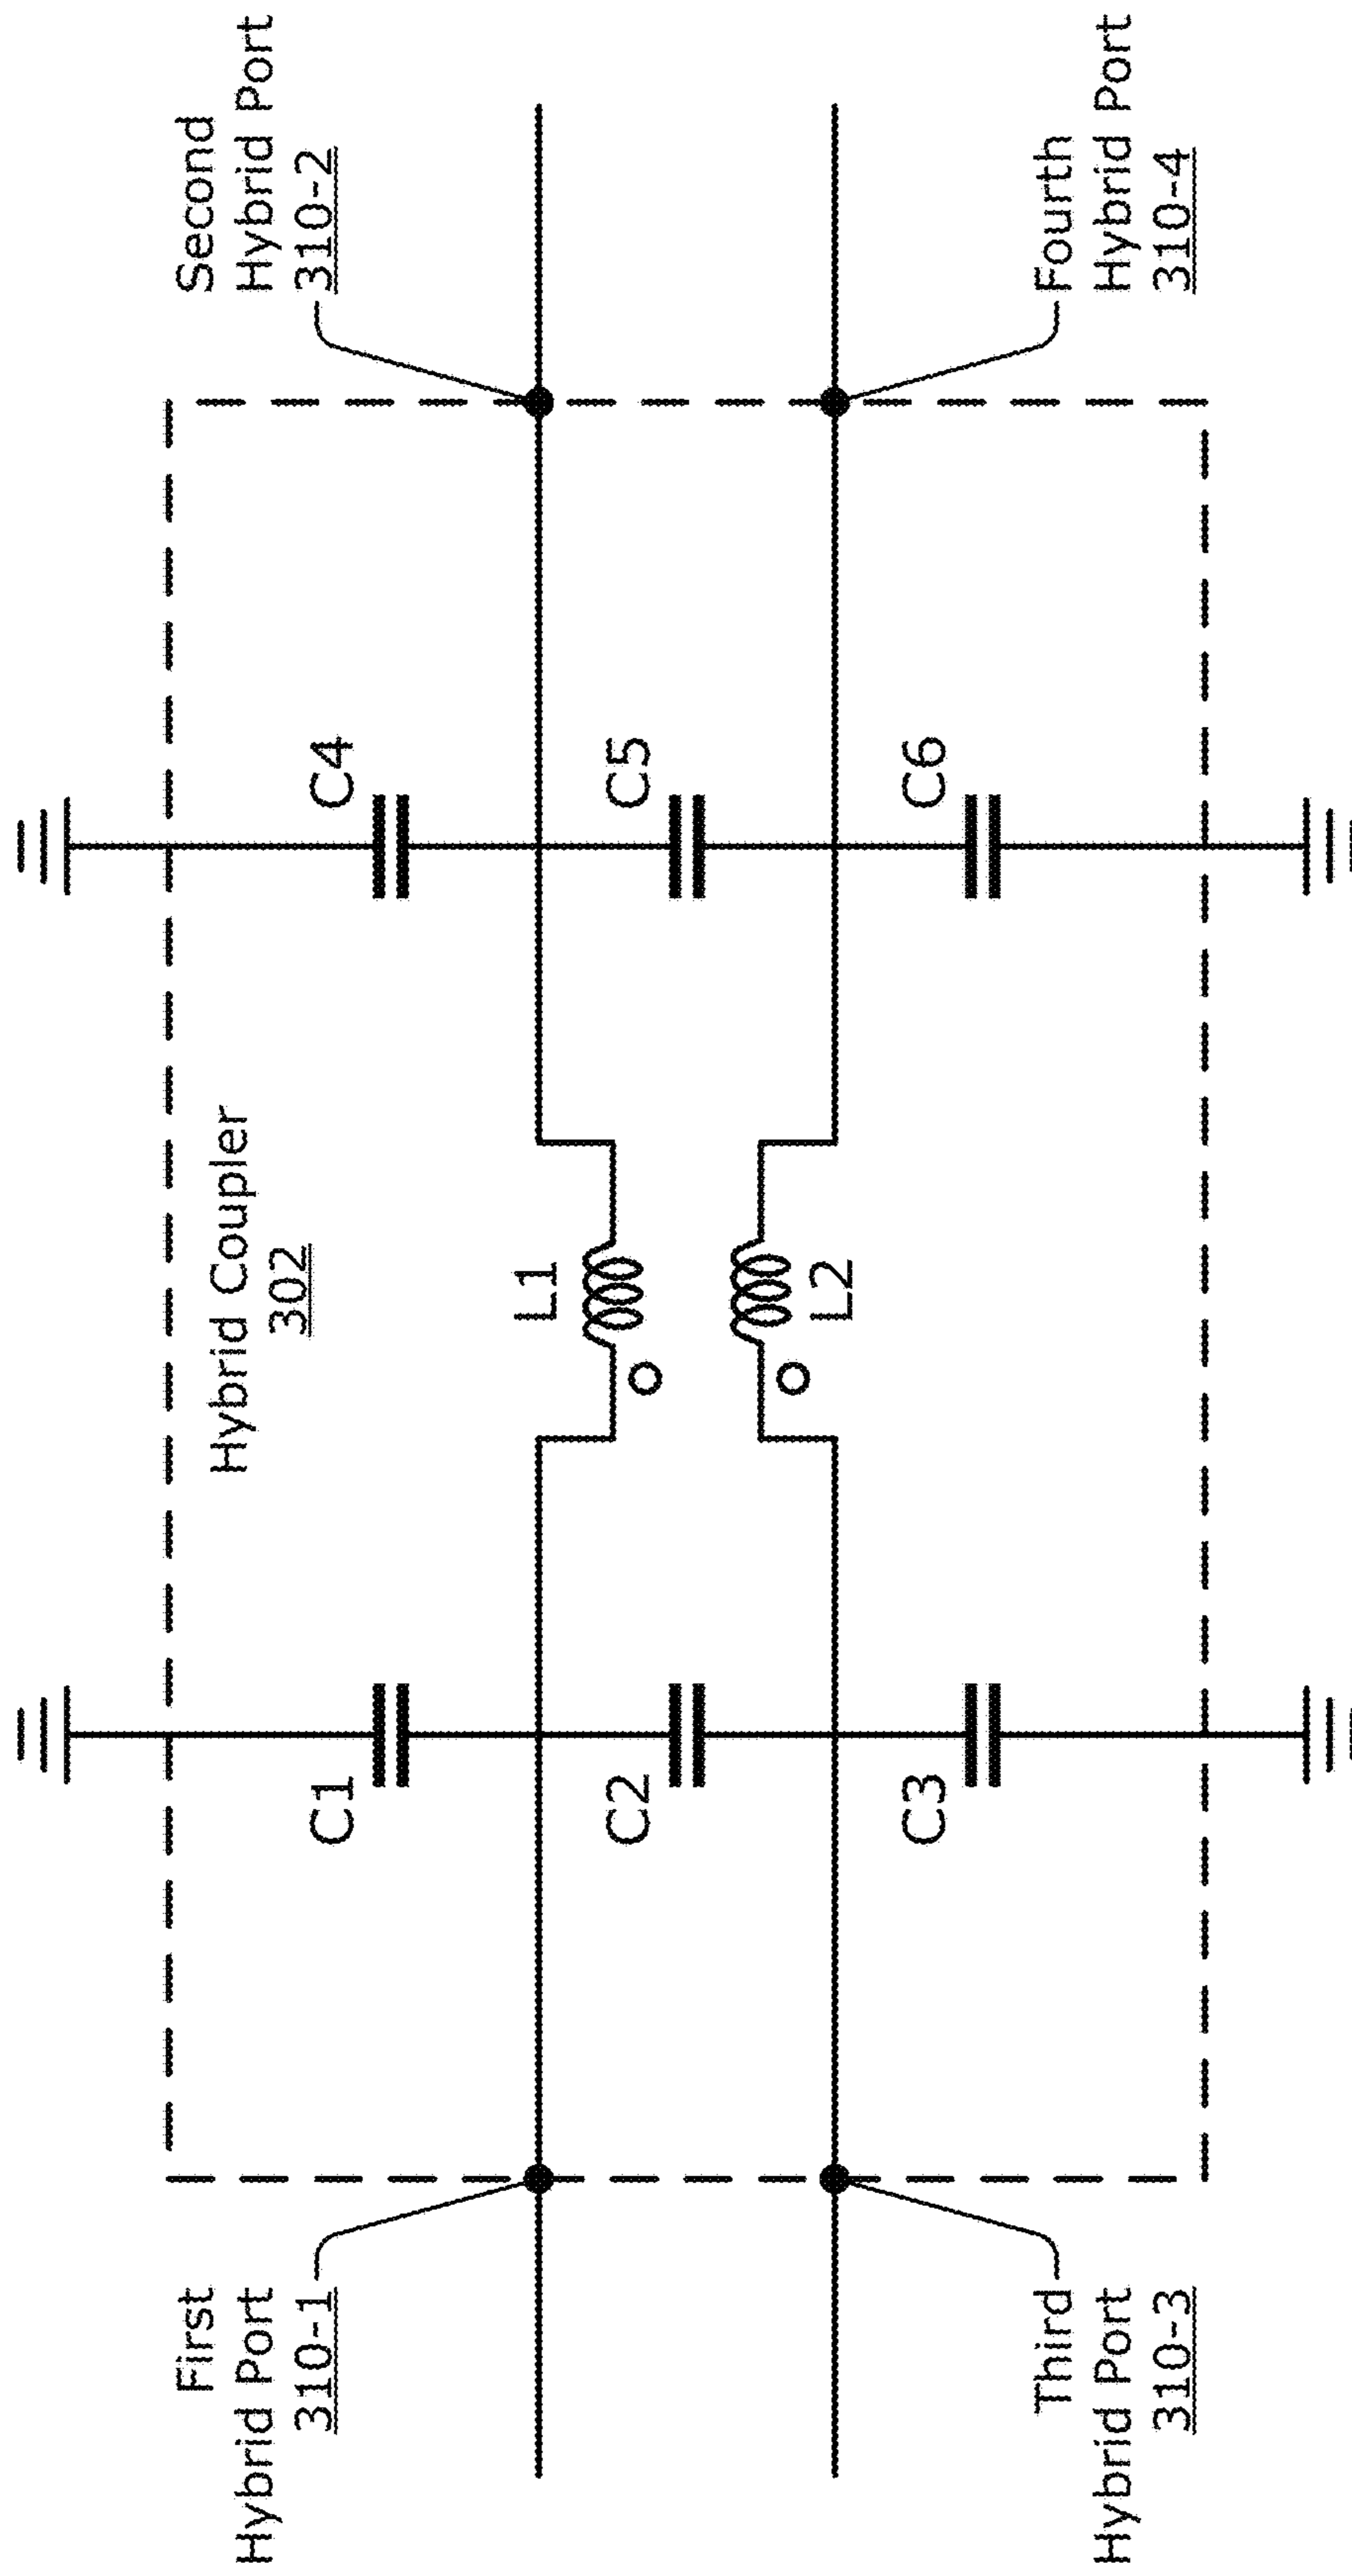 First
Hybrid Port
310-1
Second
Hybrid Port
310-2
Hybrid Coupler
302
C1
C4
L1
C2
C5
L2
C3
C6
Third
Hybrid Port
310-3
Fourth
Hybrid Port
310-4